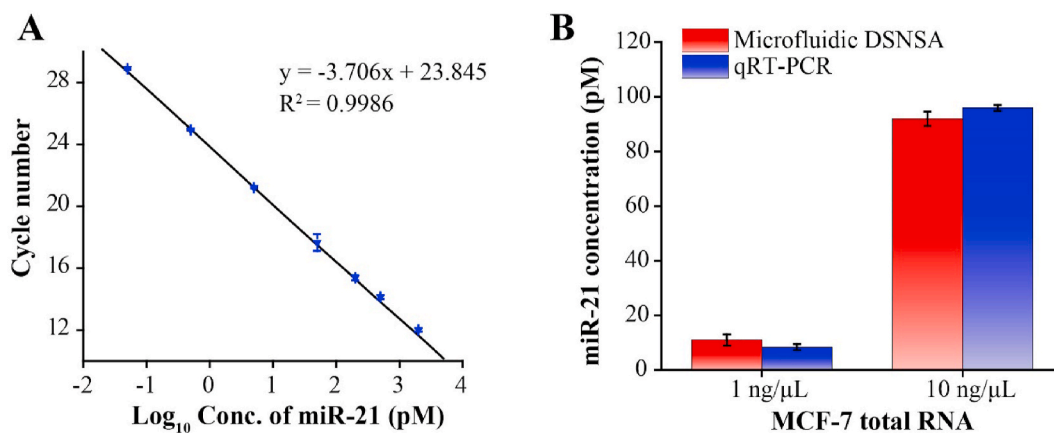 A
y = -3.706x + 23.845
R² = 0.9986
Cycle number
28
24
20
16
12
-2 -1 0 1 2 3 4
Log₁₀ Conc. of miR-21 (pM)
B
Microfluidic DSNSA
qRT-PCR
miR-21 concentration (pM)
120
100
80
60
40
20
0
1 ng/μL 10 ng/μL
MCF-7 total RNA